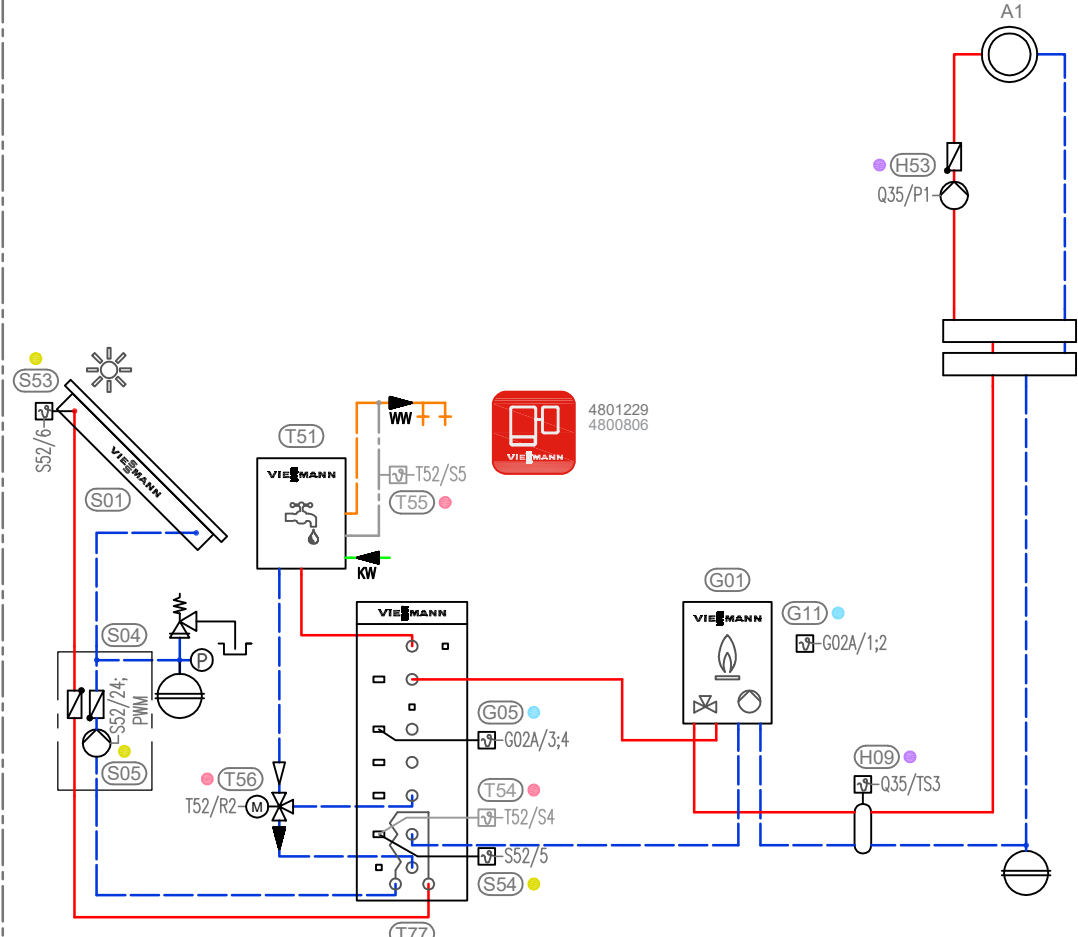 A1
H53
Q35/P1
S53
S52/6
VIESMANN
S01
T51
VIESMANN
WW
T52/S5
T55
KW
VIESMANN
4801229
4800806
G01
VIESMANN
G11
G02A/1;2
VIESMANN
S04
P
S52/24;
PWM
S05
G05
G02A/3;4
T56
T52/R2
M
T54
T52/S4
S52/5
S54
H09
Q35/TS3
T77